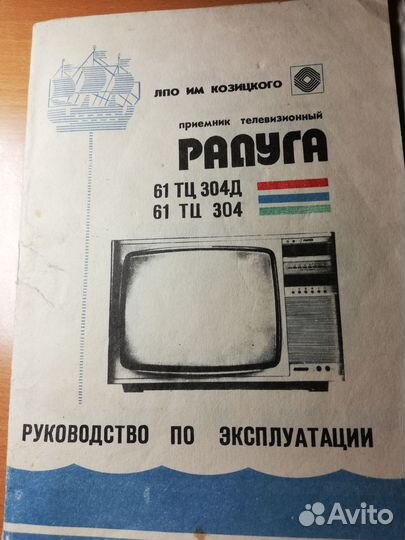 ЛПО ИМ КОЗИЦКОГО
приемник телевизионный
РАДУГА
61 ТЦ 304Д
61 ТЦ 304
РУКОВОДСТВО ПО ЭКСПЛУАТАЦИИ
Avito